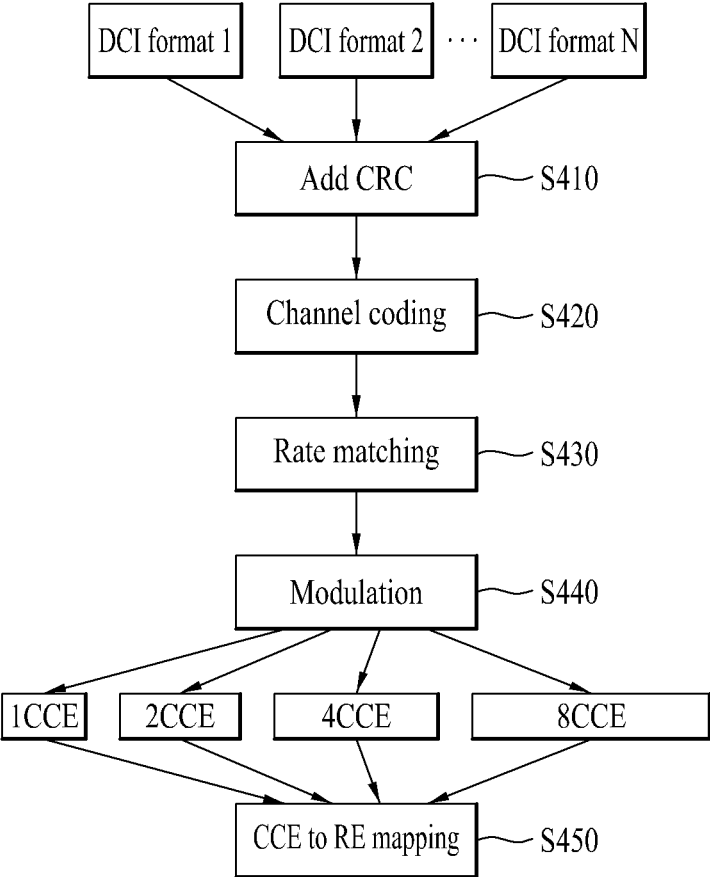 DCI format 1
DCI format 2
···
DCI format N
Add CRC
S410
Channel coding
S420
Rate matching
S430
Modulation
S440
1CCE
2CCE
4CCE
8CCE
CCE to RE mapping
S450